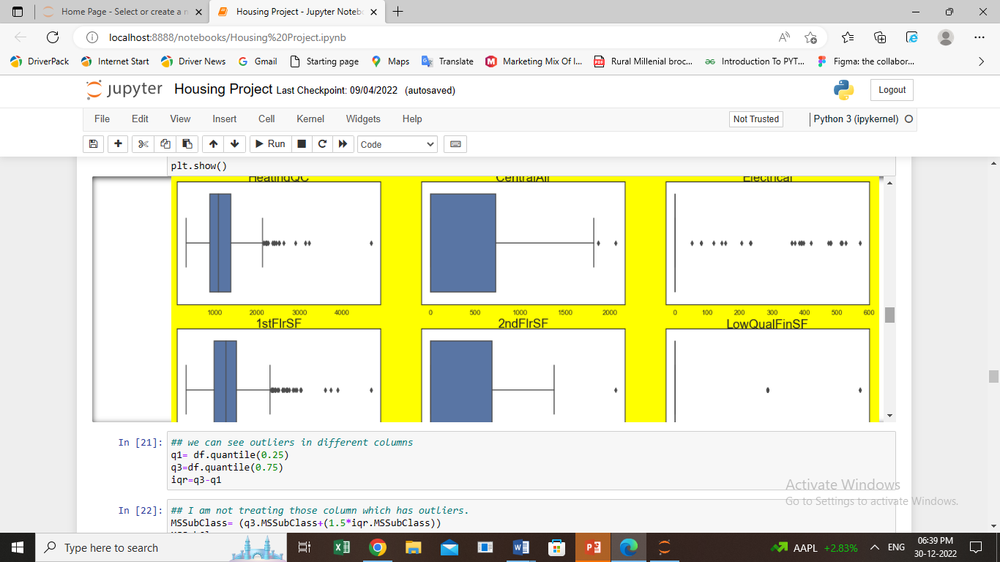 Home Page - Select or create a n
Housing Project - Jupyter Notebo
localhost:8888/notebooks/Housing%20Project.ipynb
DriverPack
Internet Start
Driver News
Gmail
Starting page
Maps
Translate
Marketing Mix Of I...
Rural Millenial broc...
Introduction To PYT...
Figma: the collabor...
jupyter Housing Project Last Checkpoint: 09/04/2022 (autosaved)
Logout
File Edit View Insert Cell Kernel Widgets Help
Not Trusted
Python 3 (ipykernel)
Run
Code
plt.show()
HeatingQC CentralAir Electrical
1000 2000 3000 4000
0 500 1000 1500 2000
0 100 200 300 400 500 600
1stFlrSF 2ndFlrSF LowQualFinSF
In [21]: ## we can see outliers in different columns
q1= df.quantile(0.25)
q3=df.quantile(0.75)
iqr=q3-q1
In [22]: ## I am not treating those column which has outliers.
MSSubClass= (q3.MSSubClass+(1.5*iqr.MSSubClass))
Activate Windows
Go to Settings to activate Windows.
Type here to search
AAPL +2.83%
ENG
06:39 PM
30-12-2022